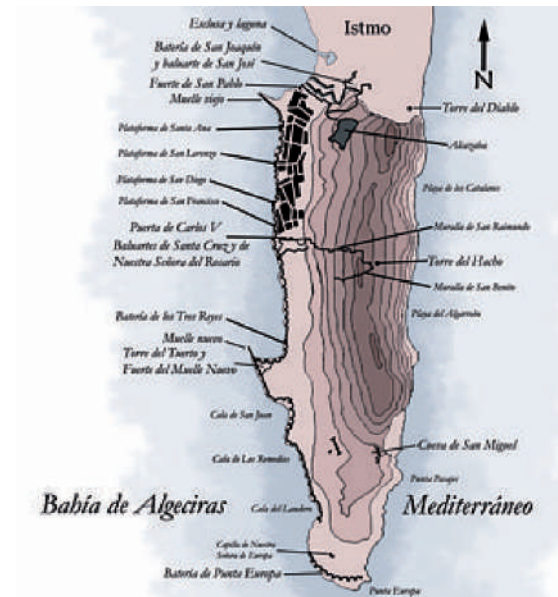 Esclusa y laguna
Istmo
Batería de San Joaquín
y baluarte de San José
Fuerte de San Pablo
Muelle viejo
N
Torre del Diablo
Plataforma de Santa Ana
Alcazaba
Plataforma de San Lorenzo
Plataforma de San Diego
Playa de los Catalanes
Plataforma de San Francisco
Puerta de Carlos V
Muralla de San Raimundo
Baluartes de Santa Cruz y de
Nuestra Señora del Rosario
Torre del Hacho
Muralla de San Benito
Batería de los Tres Reyes
Playa del Algarrobo
Muelle nuevo
Torre del Tuerto y
Fuerte del Muelle Nuevo
Cala de San Juan
Cueva de San Miguel
Cala de Los Remedios
Punta Pasajes
Bahía de Algeciras
Cala del Landero
Mediterráneo
Capilla de Nuestra
Señora de Europa
Batería de Punta Europa
Punta Europa